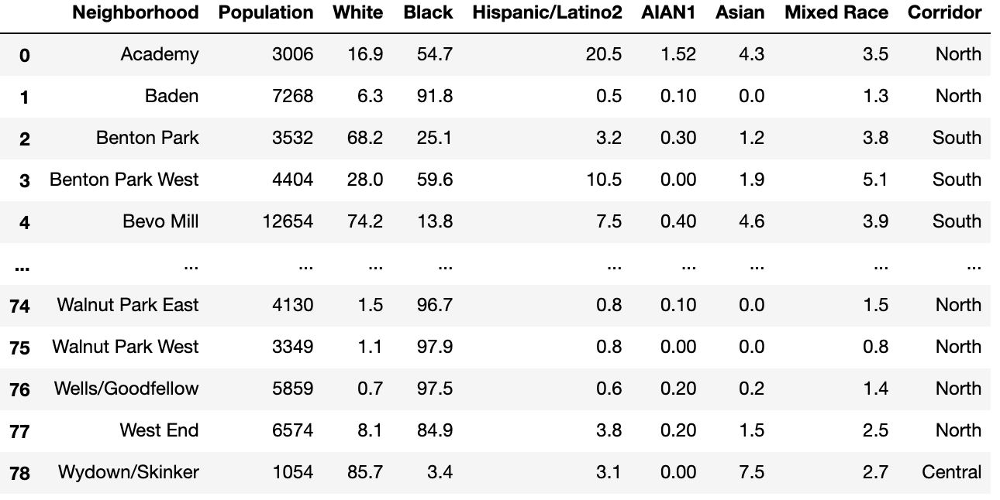 Neighborhood Population White Black Hispanic/Latino2 AIAN1 Asian Mixed Race Corridor
0 Academy 3006 16.9 54.7 20.5 1.52 4.3 3.5 North
1 Baden 7268 6.3 91.8 0.5 0.10 0.0 1.3 North
2 Benton Park 3532 68.2 25.1 3.2 0.30 1.2 3.8 South
3 Benton Park West 4404 28.0 59.6 10.5 0.00 1.9 5.1 South
4 Bevo Mill 12654 74.2 13.8 7.5 0.40 4.6 3.9 South
... ... ... ... ... ... ... ... ... ...
74 Walnut Park East 4130 1.5 96.7 0.8 0.10 0.0 1.5 North
75 Walnut Park West 3349 1.1 97.9 0.8 0.00 0.0 0.8 North
76 Wells/Goodfellow 5859 0.7 97.5 0.6 0.20 0.2 1.4 North
77 West End 6574 8.1 84.9 3.8 0.20 1.5 2.5 North
78 Wydown/Skinker 1054 85.7 3.4 3.1 0.00 7.5 2.7 Central